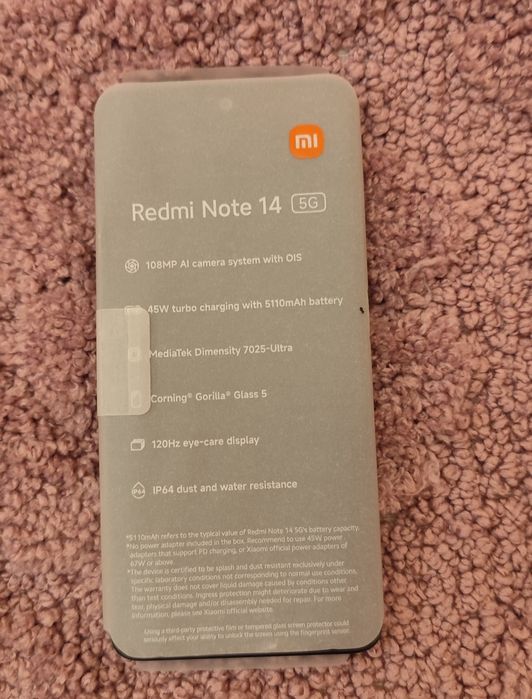 mi
Redmi Note 14 5G
108MP AI camera system with OIS
45W turbo charging with 5110mAh battery
MediaTek Dimensity 7025-Ultra
Corning® Gorilla® Glass 5
120Hz eye-care display
IP64 IP64 dust and water resistance
*5110mAh refers to the typical value of Redmi Note 14 5G's battery capacity.
*No power adapter included in the box. Recommend to use 45W power
adapters that support PD charging, or Xiaomi official power adapters of
67W or above.
*The device is certified to be splash and dust resistant exclusively under
specific laboratory conditions not corresponding to normal use conditions.
The warranty does not cover liquid damage caused by conditions other
than test conditions. Ingress protection might deteriorate due to wear and
tear, physical damage and/or disassembly needed for repair. For more
information, please see Xiaomi official website.
Using a third-party protective film or tempered glass screen protector could
seriously affect your ability to unlock the screen using the fingerprint sensor.